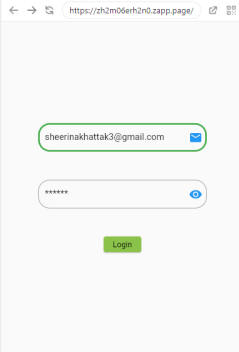 https://zh2m06erh2n0.zapp.page/
sheerinakhattak3@gmail.com
******
Login